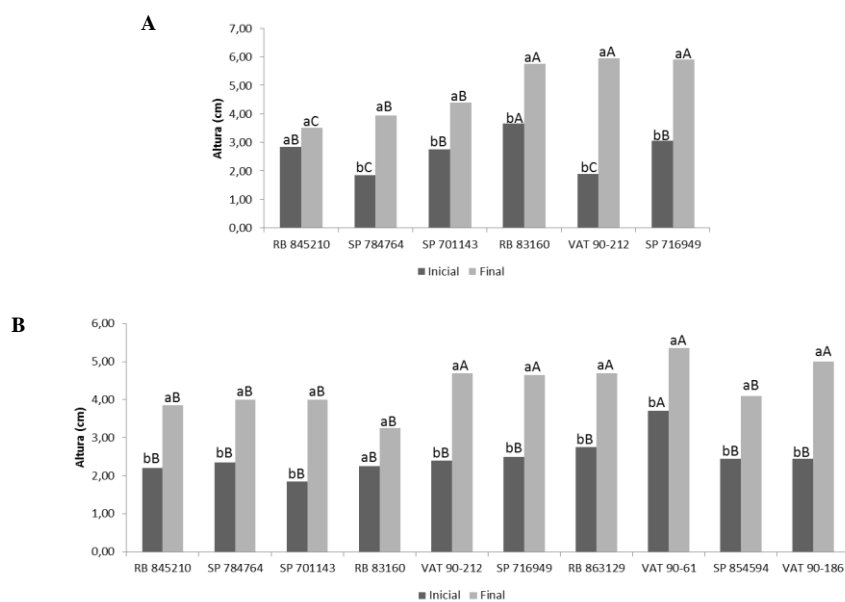 A
7,00
6,00
5,00
4,00
3,00
2,00
1,00
0,00
Altura (cm)
aB aC bC aB bB aB bA aA bC aA bB aA
RB 845210 SP 784764 SP 701143 RB 83160 VAT 90-212 SP 716949
Inicial Final
B
6,00
5,00
4,00
3,00
2,00
1,00
0,00
Altura (cm)
bB aB bB aB bB aB aB aB bB aA bB aA bB aA bA aA bB aB bB aA
RB 845210 SP 784764 SP 701143 RB 83160 VAT 90-212 SP 716949 RB 863129 VAT 90-61 SP 854594 VAT 90-186
Inicial Final